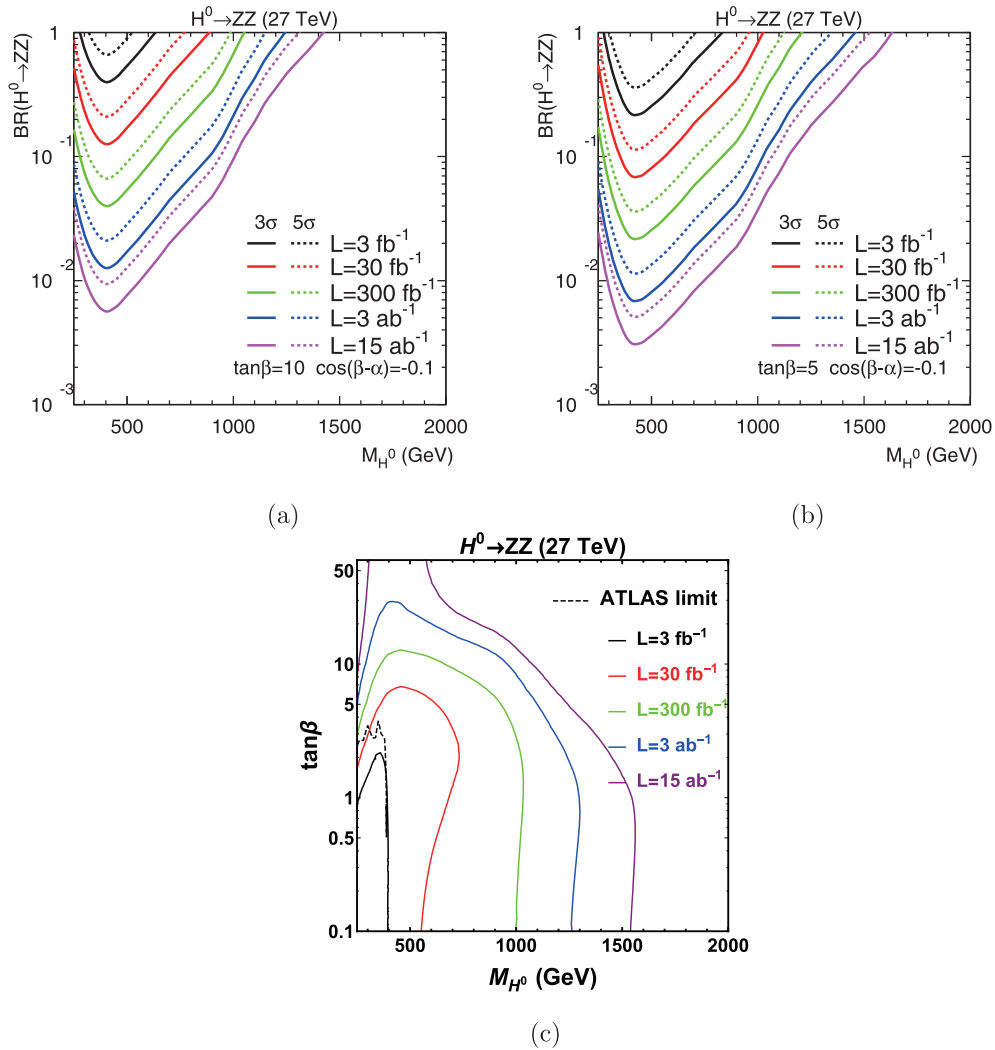 H⁰→ZZ (27 TeV)
BR(H⁰→ZZ)
1
10⁻¹
10⁻²
10⁻³
3σ 5σ
L=3 fb⁻¹
L=30 fb⁻¹
L=300 fb⁻¹
L=3 ab⁻¹
L=15 ab⁻¹
tanβ=10 cos(β-α)=-0.1
500 1000 1500 2000
M_H⁰ (GeV)
(a)
H⁰→ZZ (27 TeV)
BR(H⁰→ZZ)
1
10⁻¹
10⁻²
10⁻³
3σ 5σ
L=3 fb⁻¹
L=30 fb⁻¹
L=300 fb⁻¹
L=3 ab⁻¹
L=15 ab⁻¹
tanβ=5 cos(β-α)=-0.1
500 1000 1500 2000
M_H⁰ (GeV)
(b)
H⁰→ZZ (27 TeV)
tanβ
50
10
5
1
0.5
0.1
ATLAS limit
L=3 fb⁻¹
L=30 fb⁻¹
L=300 fb⁻¹
L=3 ab⁻¹
L=15 ab⁻¹
500 1000 1500 2000
M_H⁰ (GeV)
(c)